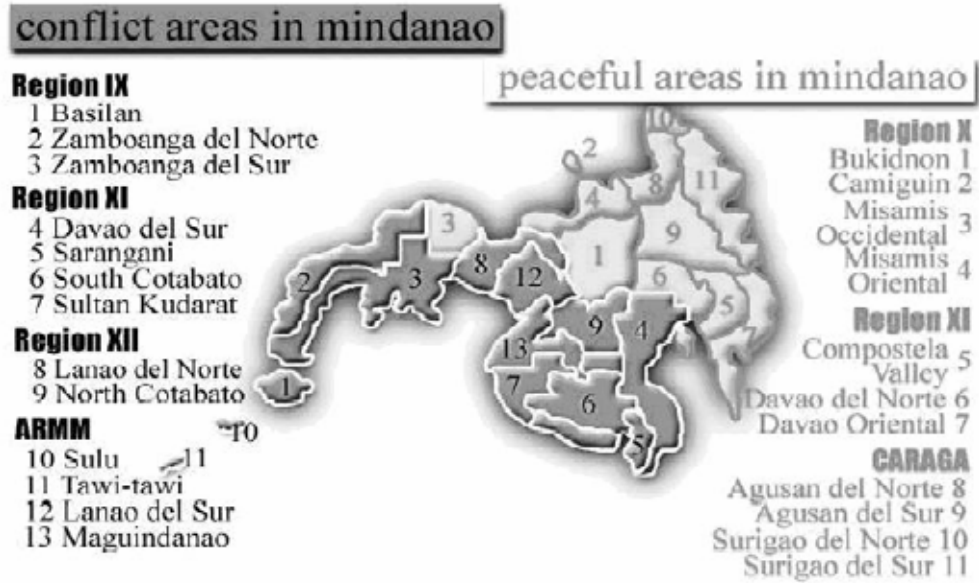 conflict areas in mindanao
Region IX
1 Basilan
2 Zamboanga del Norte
3 Zamboanga del Sur
Region XI
4 Davao del Sur
5 Sarangani
6 South Cotabato
7 Sultan Kudarat
Region XII
8 Lanao del Norte
9 North Cotabato
ARMM
10 Sulu
11 Tawi-tawi
12 Lanao del Sur
13 Maguindanao
peaceful areas in mindanao
Region X
Bukidnon 1
Camiguin 2
Misamis
Occidental 3
Misamis
Oriental 4
Region XI
Compostela
Valley 5
Davao del Norte 6
Davao Oriental 7
CARAGA
Agusan del Norte 8
Agusan del Sur 9
Surigao del Norte 10
Surigao del Sur 11
10
2
8
11
4
3
9
1
8
12
6
2
3
5
9
4
7
13
1
7
6
5
11